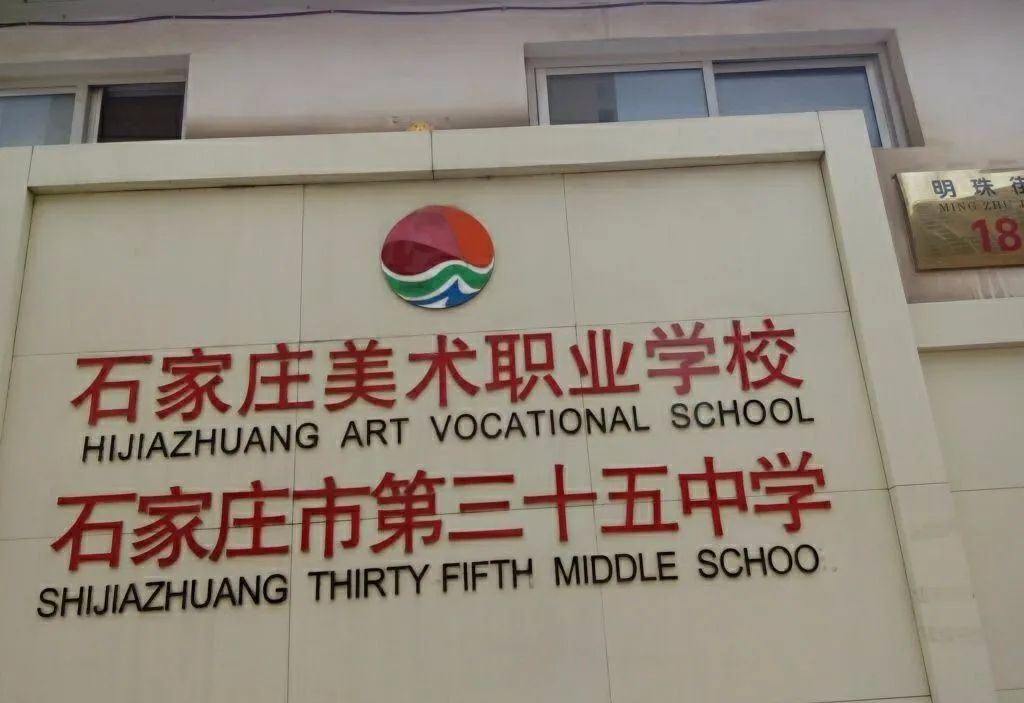 石家庄美术职业学校
HIJIAZHUANG ART VOCATIONAL SCHOOL
石家庄市第三十五中学
SHIJIAZHUANG THIRTY FIFTH MIDDLE SCHOO
明珠街
MING ZHU
18